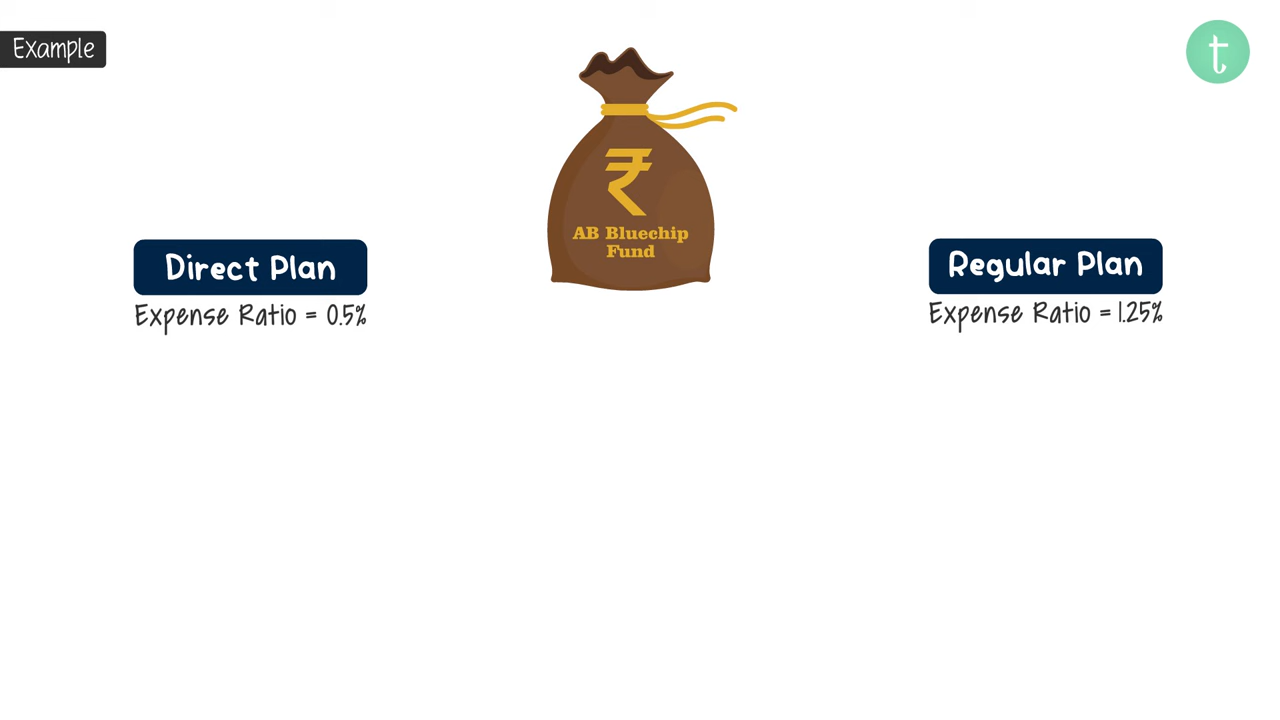 Example
t
₹
AB Bluechip
Fund
Direct Plan
Expense Ratio = 0.5%
Regular Plan
Expense Ratio = 1.25%